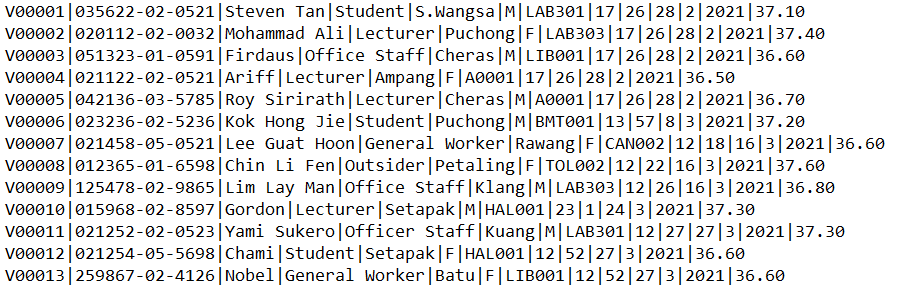 V00001|035622-02-0521|Steven Tan|Student|S.Wangsa|M|LAB301|17|26|28|2|2021|37.10
V00002|020112-02-0032|Mohammad Ali|Lecturer|Puchong|F|LAB303|17|26|28|2|2021|37.40
V00003|051323-01-0591|Firdaus|Office Staff|Cheras|M|LIB001|17|26|28|2|2021|36.60
V00004|021122-02-0521|Ariff|Lecturer|Ampang|F|A0001|17|26|28|2|2021|36.50
V00005|042136-03-5785|Roy Sirirath|Lecturer|Cheras|M|A0001|17|26|28|2|2021|36.70
V00006|023236-02-5236|Kok Hong Jie|Student|Puchong|M|BMT001|13|57|8|3|2021|37.20
V00007|021458-05-0521|Lee Guat Hoon|General Worker|Rawang|F|CAN002|12|18|16|3|2021|36.60
V00008|012365-01-6598|Chin Li Fen|Outsider|Petaling|F|TOL002|12|22|16|3|2021|37.60
V00009|125478-02-9865|Lim Lay Man|Office Staff|Klang|M|LAB303|12|26|16|3|2021|36.80
V00010|015968-02-8597|Gordon|Lecturer|Setapak|M|HAL001|23|1|24|3|2021|37.30
V00011|021252-02-0523|Yami Sukero|Officer Staff|Kuang|M|LAB301|12|27|27|3|2021|37.30
V00012|021254-05-5698|Chami|Student|Setapak|F|HAL001|12|52|27|3|2021|36.60
V00013|259867-02-4126|Nobel|General Worker|Batu|F|LIB001|12|52|27|3|2021|36.60